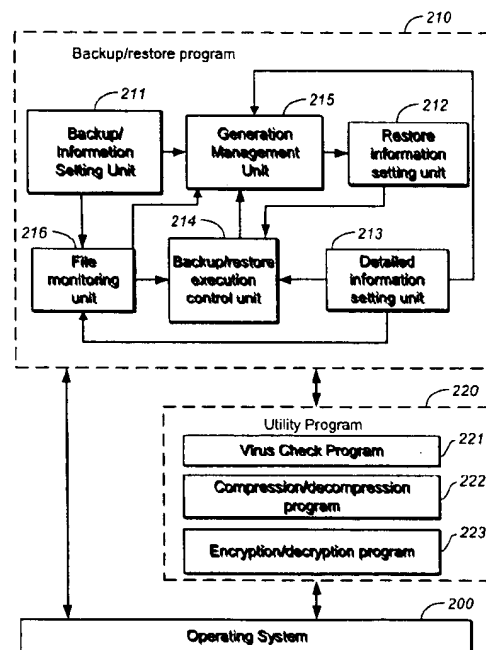 210
Backup/restore program
211
215
212
Backup/
Information
Setting Unit
Generation
Management
Unit
Restore
information
setting unit
216
214
213
File
monitoring
unit
Backup/restore
execution
control unit
Detailed
information
setting unit
220
Utility Program
221
Virus Check Program
222
Compression/decompression
program
223
Encryption/decryption program
200
Operating System